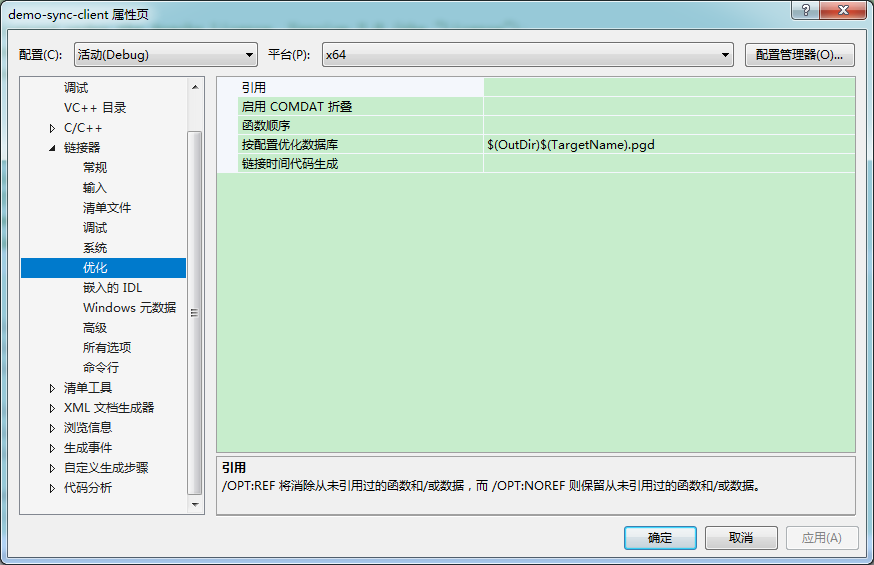 demo-sync-client 属性页
配置(C): 活动(Debug) 平台(P): x64 配置管理器(O)...
调试
VC++ 目录
C/C++
链接器
常规
输入
清单文件
调试
系统
优化
嵌入的 IDL
Windows 元数据
高级
所有选项
命令行
清单工具
XML 文档生成器
浏览信息
生成事件
自定义生成步骤
代码分析
引用
启用 COMDAT 折叠
函数顺序
按配置优化数据库 $(OutDir)$(TargetName).pgd
链接时间代码生成
引用
/OPT:REF 将消除从未引用过的函数和/或数据，而 /OPT:NOREF 则保留从未引用过的函数和/或数据。
确定 取消 应用(A)